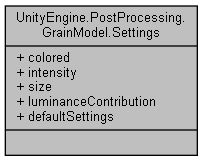 UnityEngine.PostProcessing.
GrainModel.Settings
+ colored
+ intensity
+ size
+ luminanceContribution
+ defaultSettings